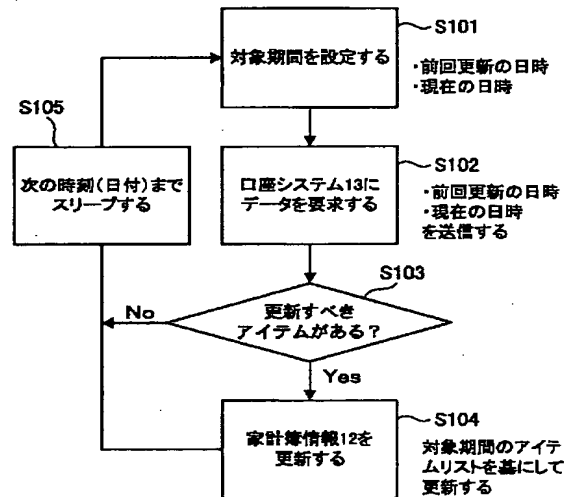 S101
対象期間を設定する
・前回更新の日時
・現在の日時
S105
次の時刻(日付)まで
スリープする
S102
口座システム13に
データを要求する
・前回更新の日時
・現在の日時
を送信する
S103
更新すべき
アイテムがある?
No
Yes
S104
家計簿情報12を
更新する
対象期間のアイテ
ムリストを基にして
更新する